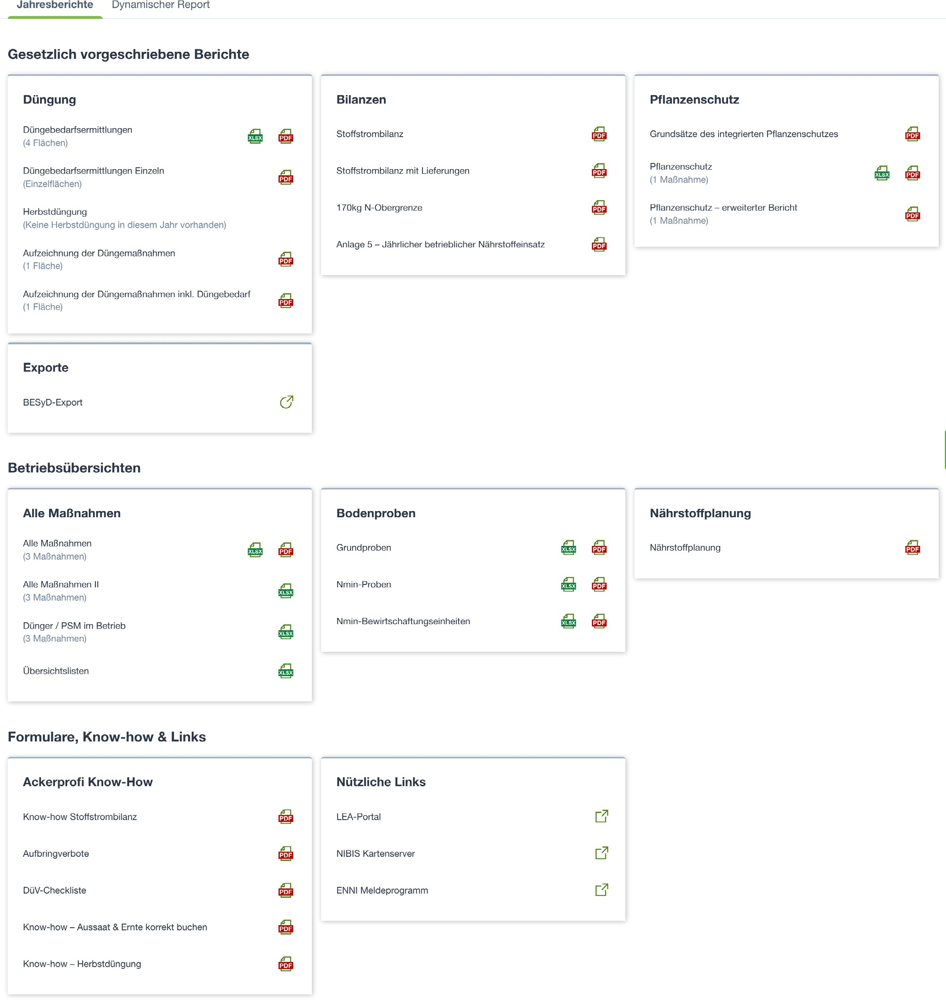 Jahresberichte
Dynamischer Report
Gesetzlich vorgeschriebene Berichte
Düngung
Düngebedarfsermittlungen
(4 Flächen)
XLSX
PDF
Düngebedarfsermittlungen Einzeln
(Einzelflächen)
PDF
Herbstdüngung
(Keine Herbstdüngung in diesem Jahr vorhanden)
Aufzeichnung der Düngemaßnahmen
(1 Fläche)
PDF
Aufzeichnung der Düngemaßnahmen inkl. Düngebedarf
(1 Fläche)
PDF
Bilanzen
Stoffstrombilanz
PDF
Stoffstrombilanz mit Lieferungen
PDF
170kg N-Obergrenze
PDF
Anlage 5 – Jährlicher betrieblicher Nährstoffeinsatz
PDF
Pflanzenschutz
Grundsätze des integrierten Pflanzenschutzes
PDF
Pflanzenschutz
(1 Maßnahme)
XLSX
PDF
Pflanzenschutz – erweiterter Bericht
(1 Maßnahme)
PDF
Exporte
BESyD-Export
Betriebsübersichten
Alle Maßnahmen
Alle Maßnahmen
(3 Maßnahmen)
XLSX
PDF
Alle Maßnahmen II
(3 Maßnahmen)
XLSX
Dünger / PSM im Betrieb
(3 Maßnahmen)
XLSX
Übersichtslisten
XLSX
Bodenproben
Grundproben
XLSX
PDF
Nmin-Proben
XLSX
PDF
Nmin-Bewirtschaftungseinheiten
XLSX
PDF
Nährstoffplanung
Nährstoffplanung
PDF
Formulare, Know-how & Links
Ackerprofi Know-How
Know-how Stoffstrombilanz
PDF
Aufbringverbote
PDF
DüV-Checkliste
PDF
Know-how – Aussaat & Ernte korrekt buchen
PDF
Know-how – Herbstdüngung
PDF
Nützliche Links
LEA-Portal
NIBIS Kartenserver
ENNI Meldeprogramm